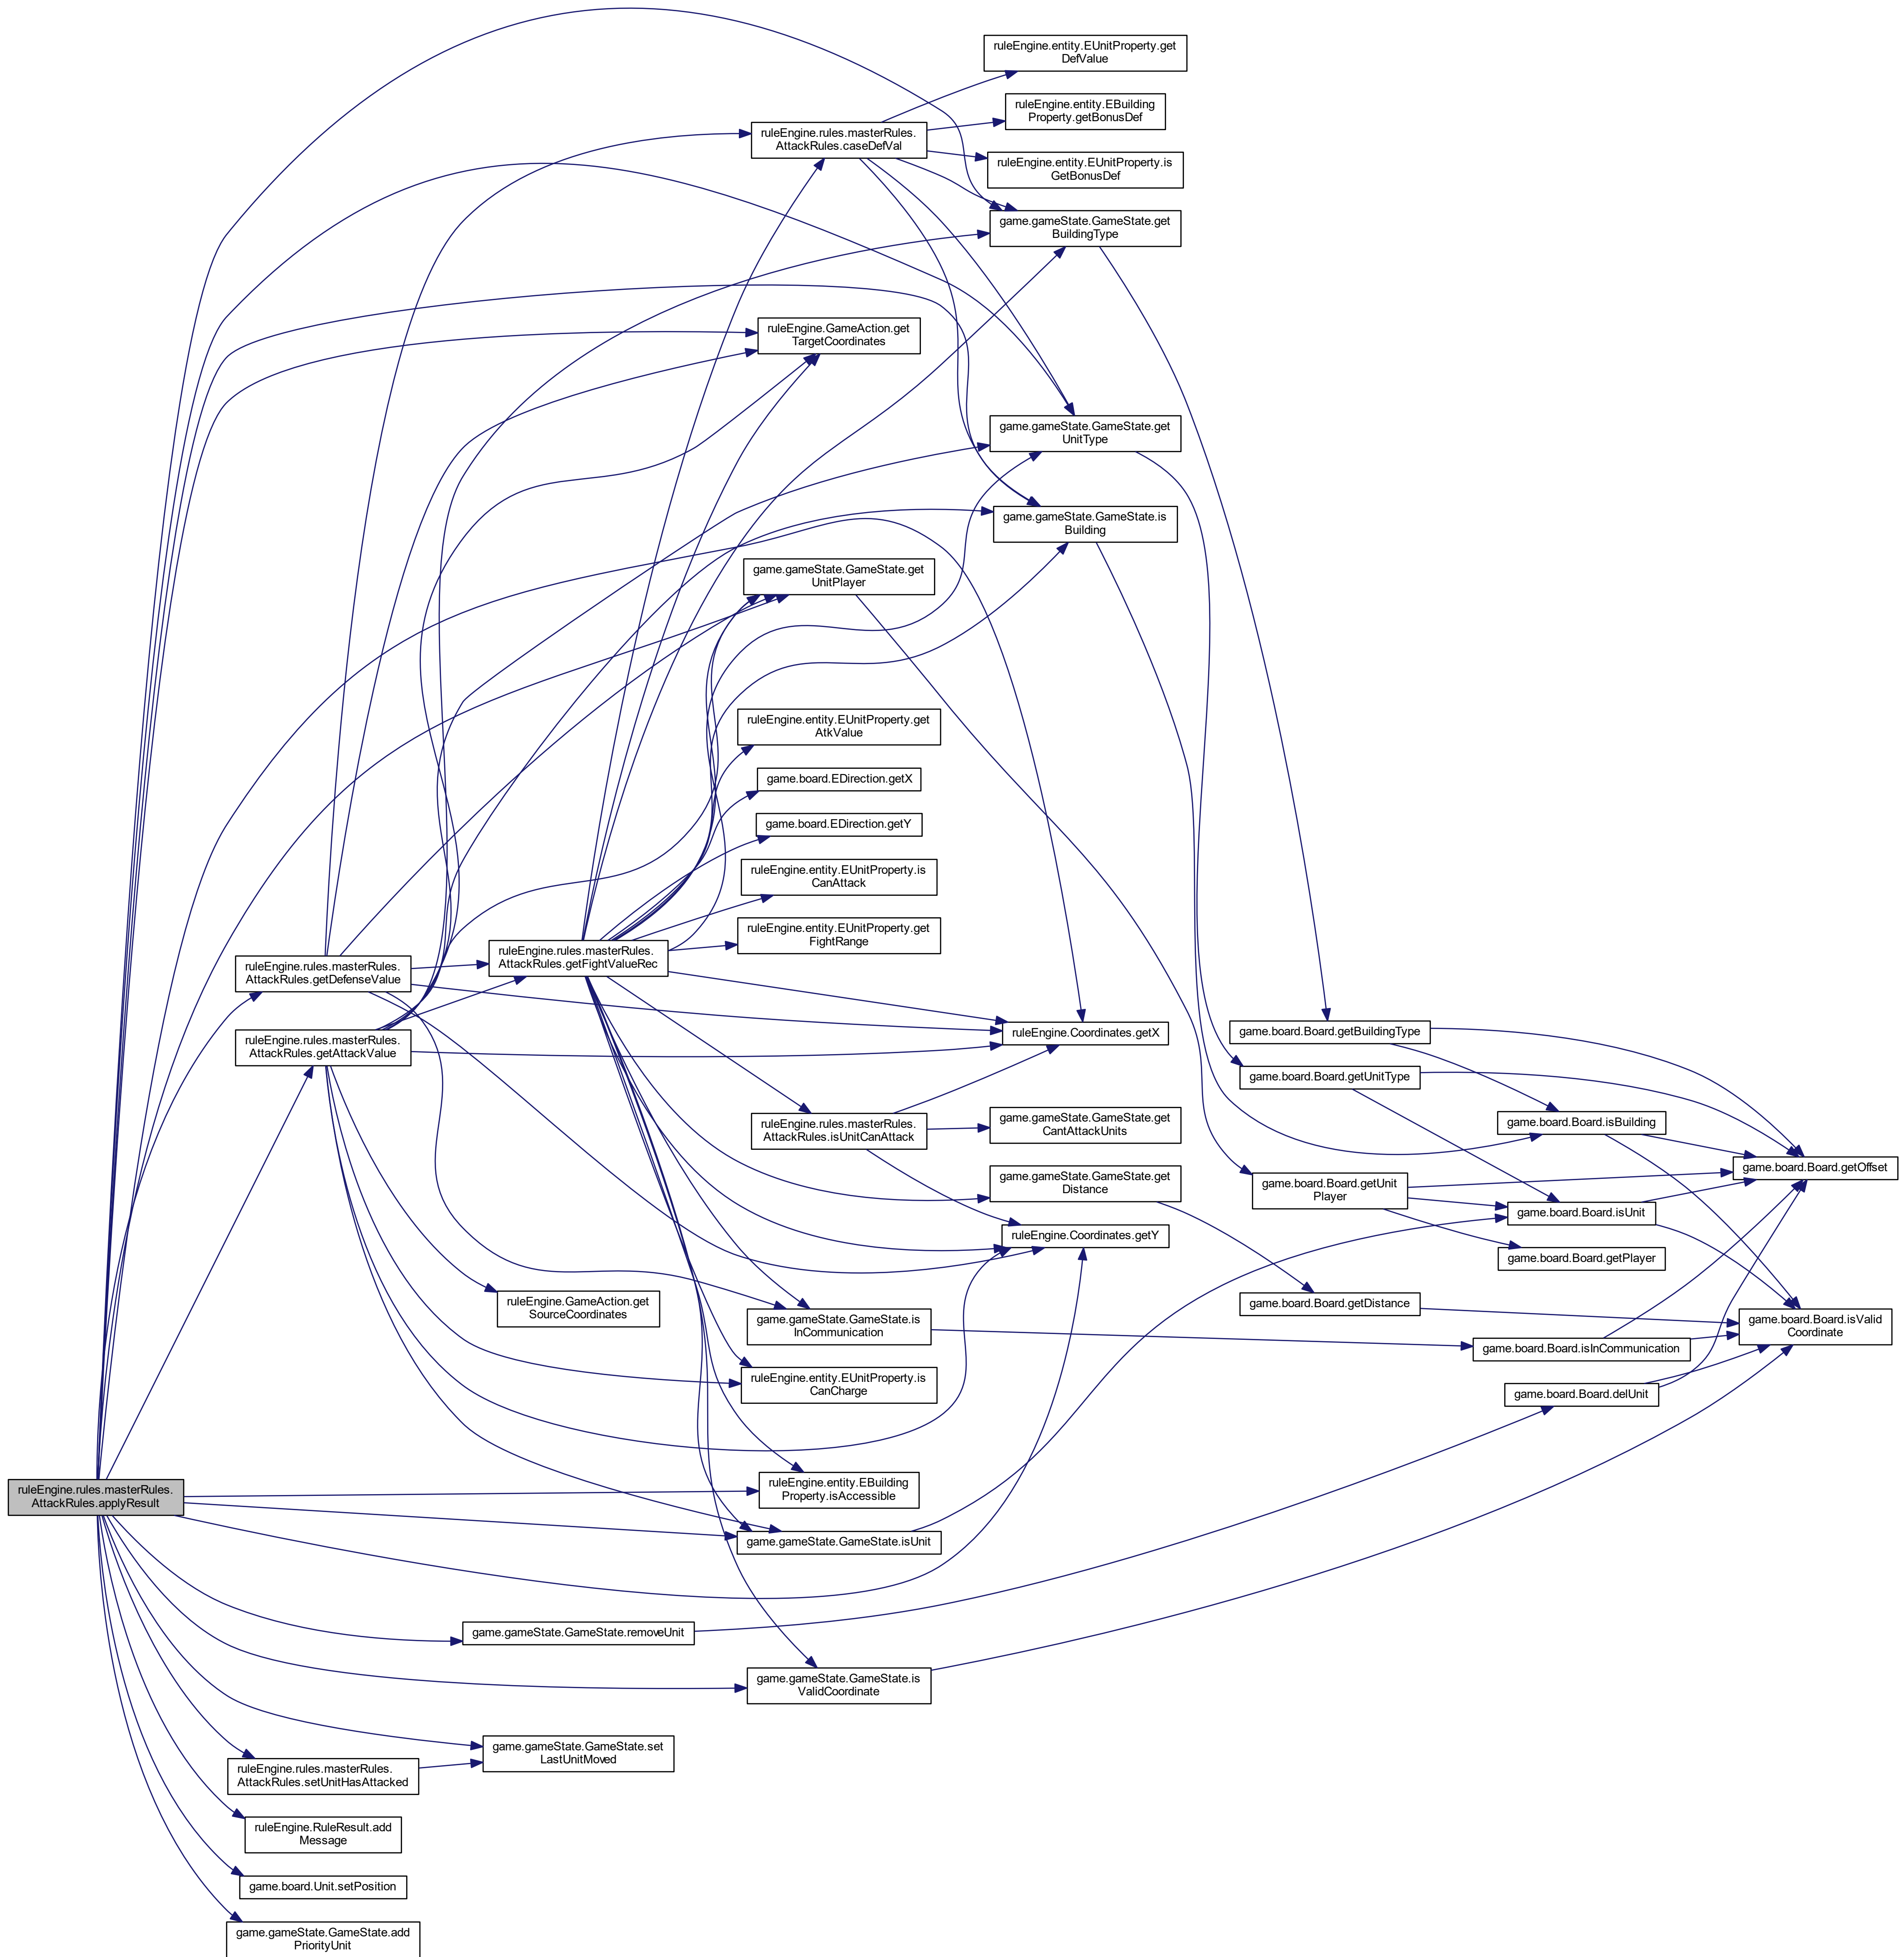 ruleEngine.entity.EUnitProperty.get
DefValue
ruleEngine.entity.EBuilding
Property.getBonusDef
ruleEngine.rules.masterRules.
AttackRules.caseDefVal
ruleEngine.entity.EUnitProperty.is
GetBonusDef
game.gameState.GameState.get
BuildingType
ruleEngine.GameAction.get
TargetCoordinates
game.gameState.GameState.get
UnitType
game.gameState.GameState.is
Building
game.gameState.GameState.get
UnitPlayer
ruleEngine.entity.EUnitProperty.get
AtkValue
game.board.EDirection.getX
game.board.EDirection.getY
ruleEngine.entity.EUnitProperty.is
CanAttack
ruleEngine.entity.EUnitProperty.get
FightRange
ruleEngine.rules.masterRules.
AttackRules.getFightValueRec
ruleEngine.rules.masterRules.
AttackRules.getDefenseValue
ruleEngine.rules.masterRules.
AttackRules.getAttackValue
ruleEngine.Coordinates.getX
game.board.Board.getBuildingType
game.board.Board.getUnitType
game.board.Board.isBuilding
ruleEngine.rules.masterRules.
AttackRules.isUnitCanAttack
game.gameState.GameState.get
CantAttackUnits
game.board.Board.getOffset
game.gameState.GameState.get
Distance
game.board.Board.getUnit
Player
game.board.Board.isUnit
ruleEngine.Coordinates.getY
game.board.Board.getPlayer
ruleEngine.GameAction.get
SourceCoordinates
game.board.Board.getDistance
game.gameState.GameState.is
InCommunication
game.board.Board.isValid
Coordinate
game.board.Board.isInCommunication
ruleEngine.entity.EUnitProperty.is
CanCharge
game.board.Board.delUnit
ruleEngine.rules.masterRules.
AttackRules.applyResult
ruleEngine.entity.EBuilding
Property.isAccessible
game.gameState.GameState.isUnit
game.gameState.GameState.removeUnit
game.gameState.GameState.is
ValidCoordinate
game.gameState.GameState.set
LastUnitMoved
ruleEngine.rules.masterRules.
AttackRules.setUnitHasAttacked
ruleEngine.RuleResult.add
Message
game.board.Unit.setPosition
game.gameState.GameState.add
PriorityUnit